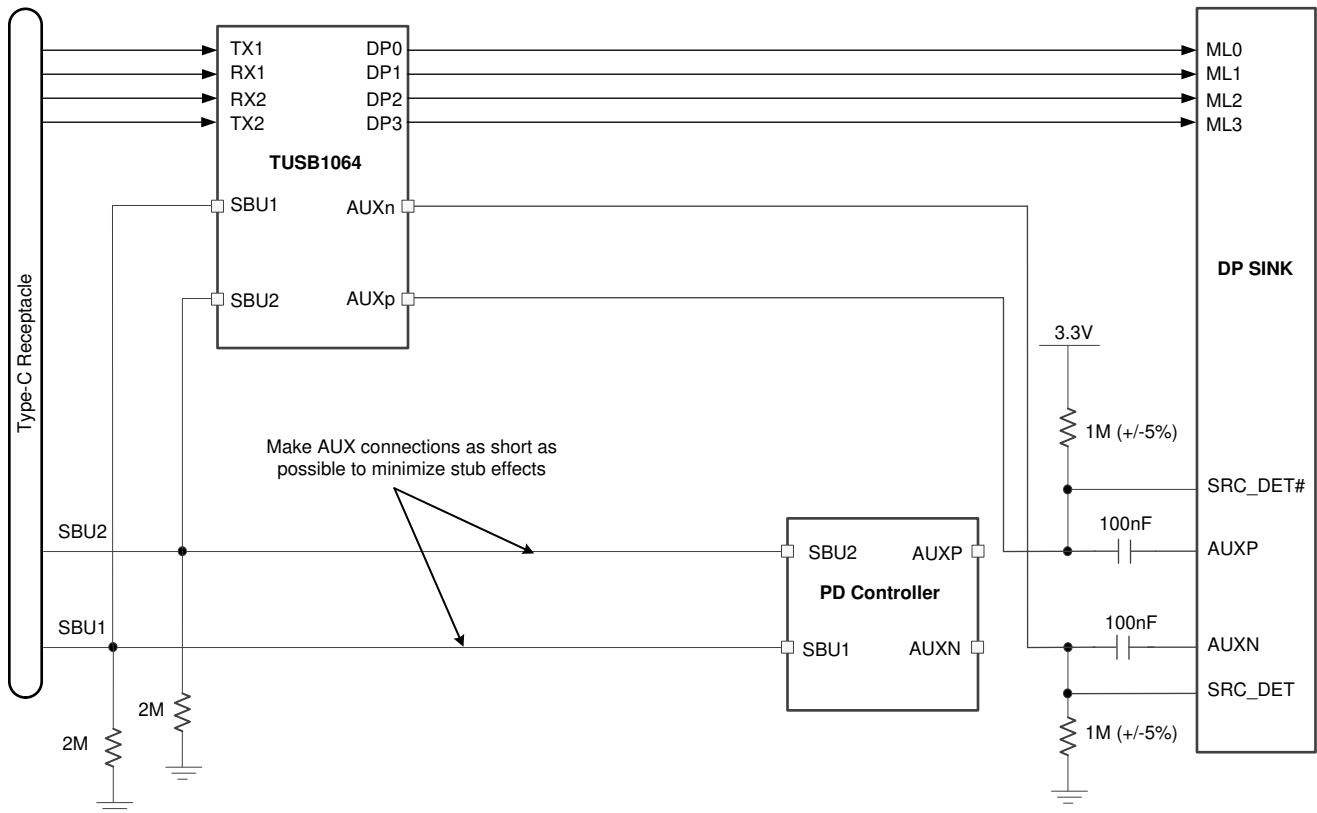 Type-C Receptacle
TX1
RX1
RX2
TX2
DP0
DP1
DP2
DP3
TUSB1064
SBU1
AUXn
SBU2
AUXp
ML0
ML1
ML2
ML3
DP SINK
3.3V
1M (+/-5%)
SRC_DET#
100nF
AUXP
100nF
AUXN
SRC_DET
1M (+/-5%)
Make AUX connections as short as
possible to minimize stub effects
SBU2
SBU1
SBU2
AUXP
PD Controller
SBU1
AUXN
2M
2M